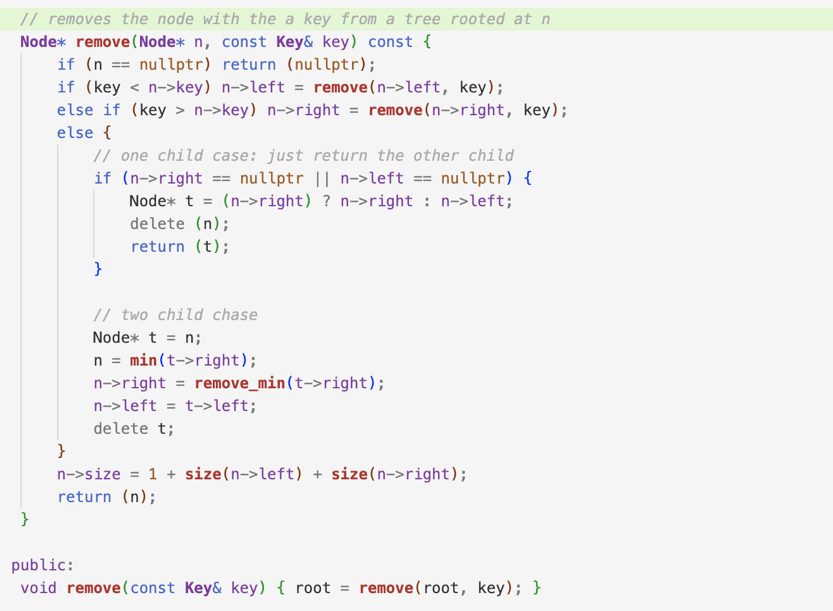 // removes the node with the a key from a tree rooted at n
Node* remove(Node* n, const Key& key) const {
if (n == nullptr) return (nullptr);
if (key < n->key) n->left = remove(n->left, key);
else if (key > n->key) n->right = remove(n->right, key);
else {
// one child case: just return the other child
if (n->right == nullptr || n->left == nullptr) {
Node* t = (n->right) ? n->right : n->left;
delete (n);
return (t);
}
// two child chase
Node* t = n;
n = min(t->right);
n->right = remove_min(t->right);
n->left = t->left;
delete t;
}
n->size = 1 + size(n->left) + size(n->right);
return (n);
}
public:
void remove(const Key& key) { root = remove(root, key); }